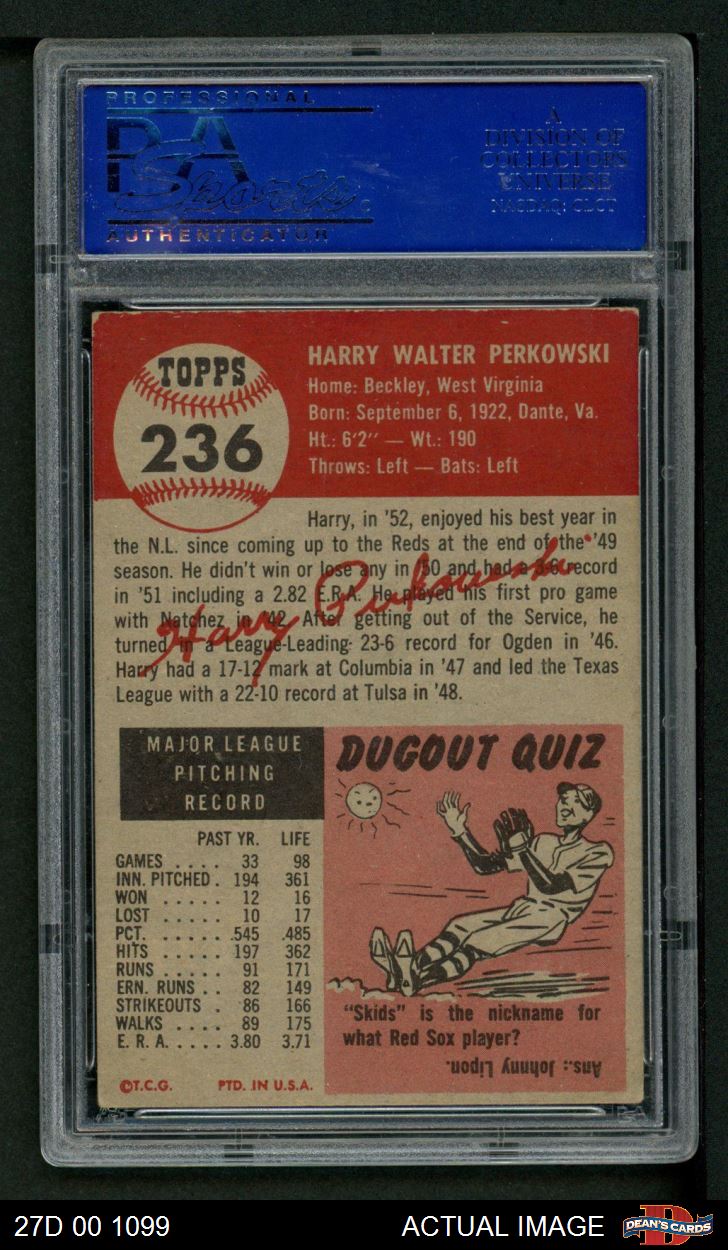 PROFESSIONAL
PSA
Sports
AUTHENTICATOR
A
DIVISION OF
COLLECTORS
UNIVERSE
NASDAQ: CLCT
TOPPS
236
HARRY WALTER PERKOWSKI
Home: Beckley, West Virginia
Born: September 6, 1922, Dante, Va.
Ht.: 6'2" — Wt.: 190
Throws: Left — Bats: Left
Harry, in '52, enjoyed his best year in
the N.L. since coming up to the Reds at the end of the '49
season. He didn't win or lose any in '50 and had a 3-6 record
in '51 including a 2.82 E.R.A. He played his first pro game
with Natchez in '42. After getting out of the Service, he
turned in a League-Leading 23-6 record for Ogden in '46.
Harry had a 17-12 mark at Columbia in '47 and led the Texas
League with a 22-10 record at Tulsa in '48.
Harry Perkowski
MAJOR LEAGUE
PITCHING
RECORD
PAST YR. LIFE
GAMES . . . . 33 98
INN. PITCHED . 194 361
WON . . . . . 12 16
LOST . . . . . 10 17
PCT. . . . . . .545 .485
HITS . . . . . 197 362
RUNS . . . . . 91 171
ERN. RUNS . . 82 149
STRIKEOUTS . 86 166
WALKS . . . . 89 175
E. R. A. . . . . 3.80 3.71
©T.C.G. PTD. IN U.S.A.
DUGOUT QUIZ
"Skids" is the nickname for
what Red Sox player?
Ans.: Johnny Lipon.
PSA
27D 00 1099
ACTUAL IMAGE
DEAN'S CARDS